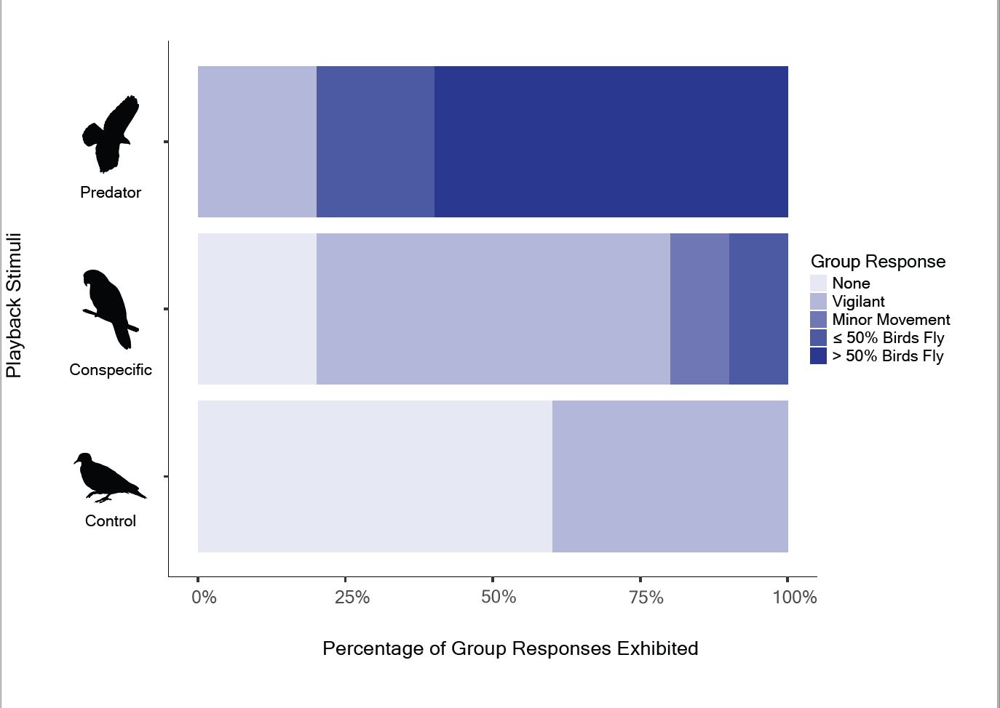 Playback Stimuli
Predator
Conspecific
Control
0%
25%
50%
75%
100%
Percentage of Group Responses Exhibited
Group Response
None
Vigilant
Minor Movement
≤ 50% Birds Fly
> 50% Birds Fly